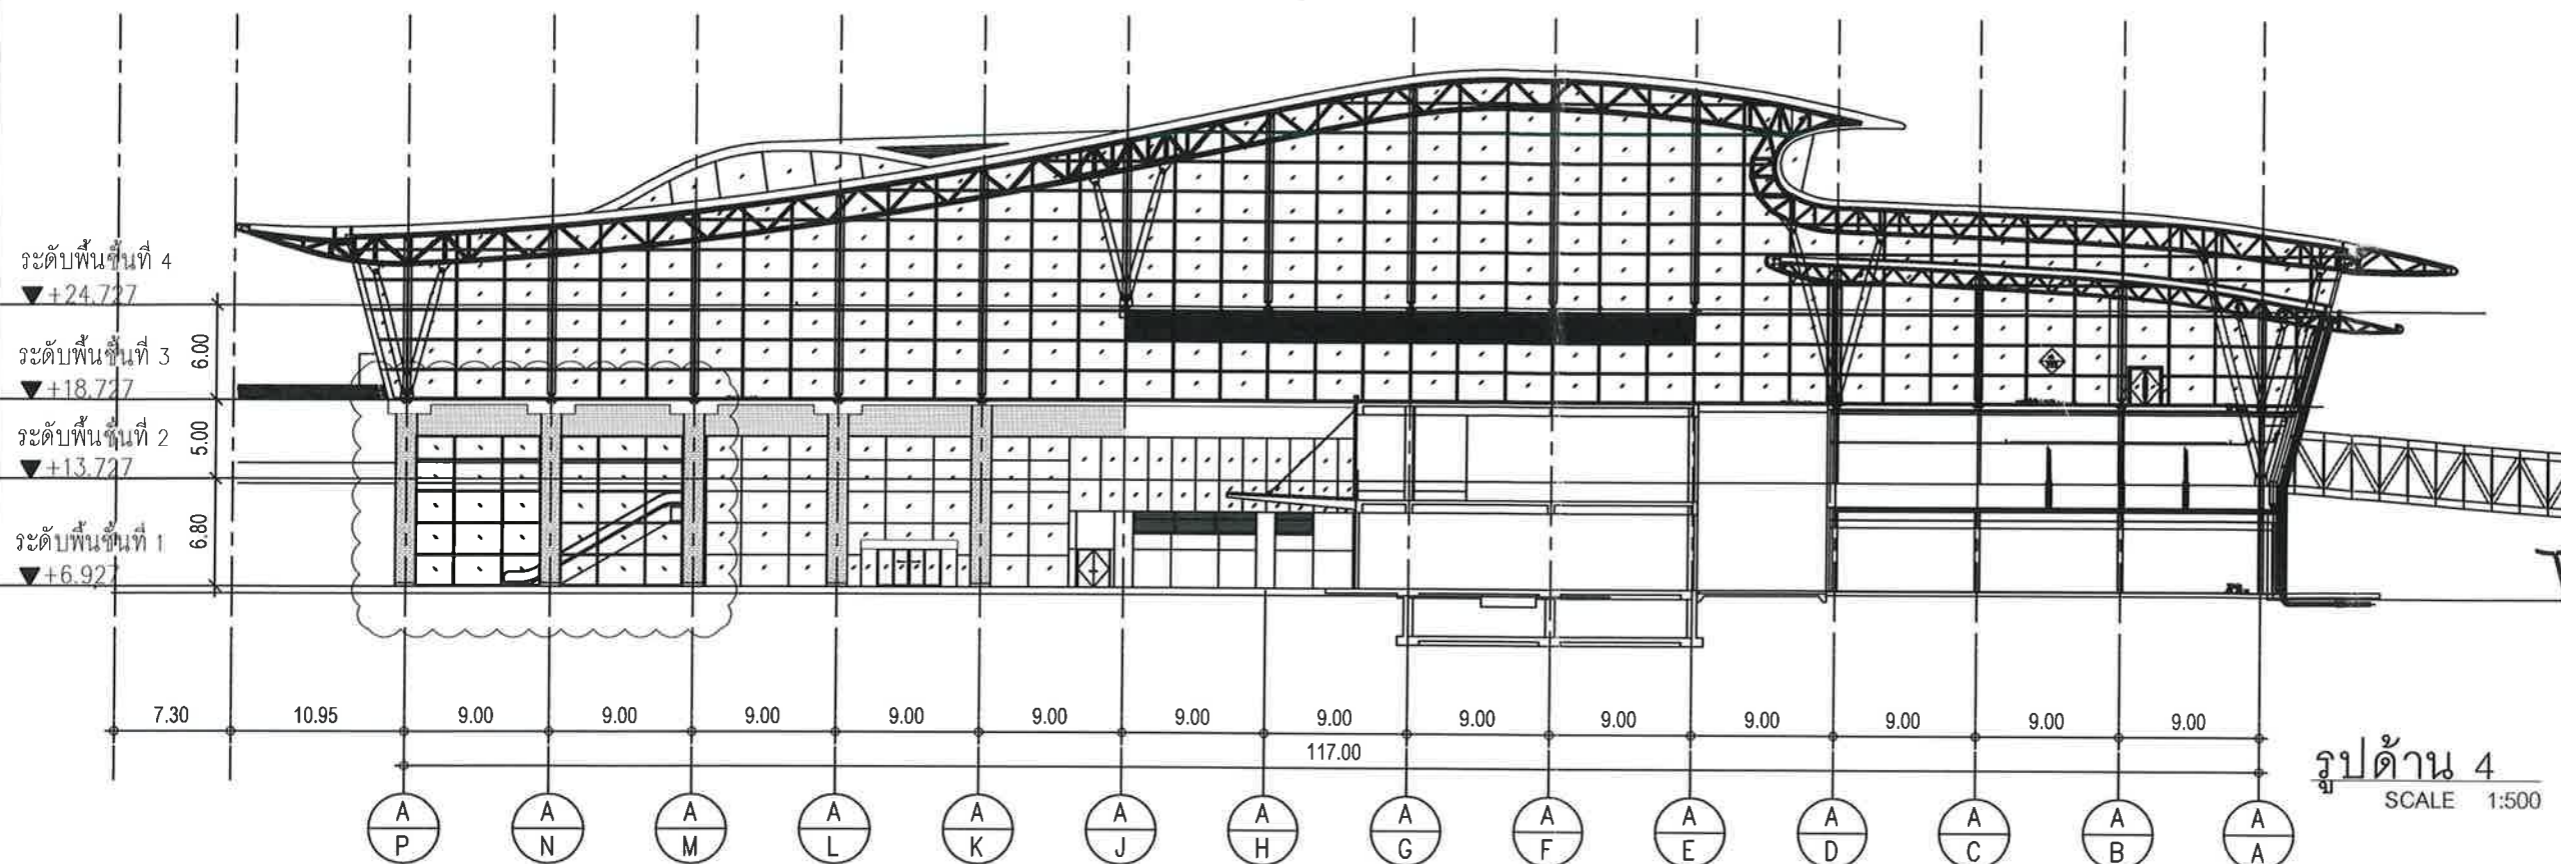 ระดับพื้นชั้นที่ 4
+24.727
6.00
ระดับพื้นชั้นที่ 3
+18.727
5.00
ระดับพื้นชั้นที่ 2
+13.727
6.80
ระดับพื้นชั้นที่ 1
+6.927
7.30 10.95 9.00 9.00 9.00 9.00 9.00 9.00 9.00 9.00 9.00 9.00 9.00 9.00 9.00
117.00
รูปด้าน 4
SCALE 1:500
A A A A A A A A A A A A A A
P N M L K J H G F E D C B A